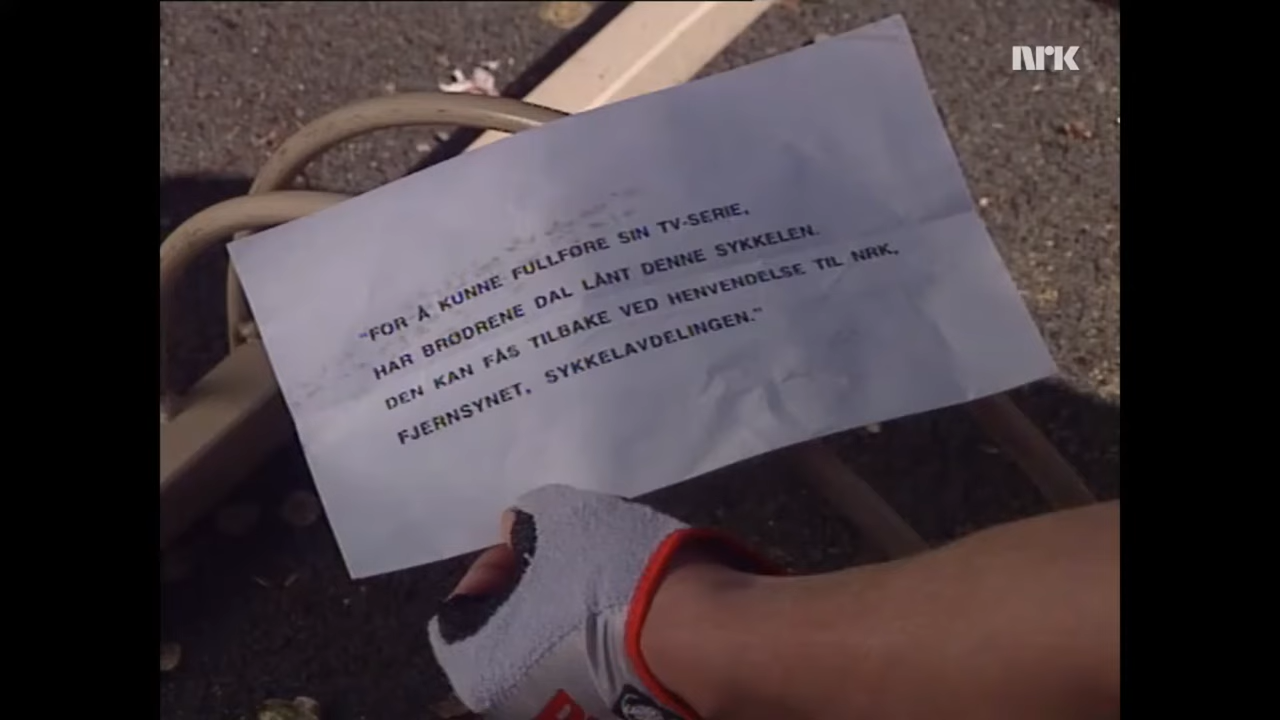 nrk
"FOR Å KUNNE FULLFØRE SIN TV-SERIE,
HAR BRØDRENE DAL LÅNT DENNE SYKKELEN.
DEN KAN FÅS TILBAKE VED HENVENDELSE TIL NRK,
FJERNSYNET, SYKKELAVDELINGEN."